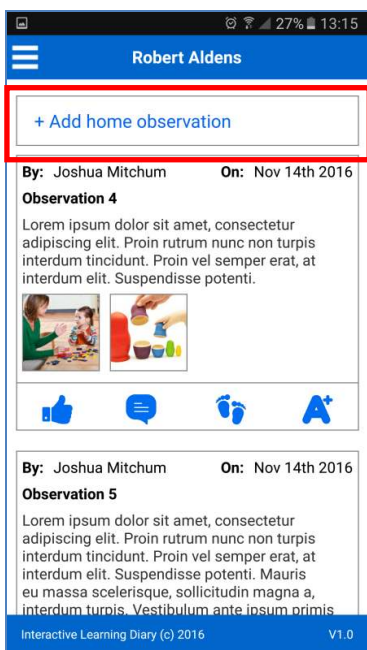 27% 13:15
Robert Aldens
+ Add home observation
By: Joshua Mitchum On: Nov 14th 2016
Observation 4
Lorem ipsum dolor sit amet, consectetur
adipiscing elit. Proin rutrum nunc non turpis
interdum tincidunt. Proin vel semper erat, at
interdum elit. Suspendisse potenti.
A+
By: Joshua Mitchum On: Nov 14th 2016
Observation 5
Lorem ipsum dolor sit amet, consectetur
adipiscing elit. Proin rutrum nunc non turpis
interdum tincidunt. Proin vel semper erat, at
interdum elit. Suspendisse potenti. Mauris
eu massa scelerisque, sollicitudin magna a,
interdum turpis. Vestibulum ante ipsum primis
Interactive Learning Diary (c) 2016 V1.0